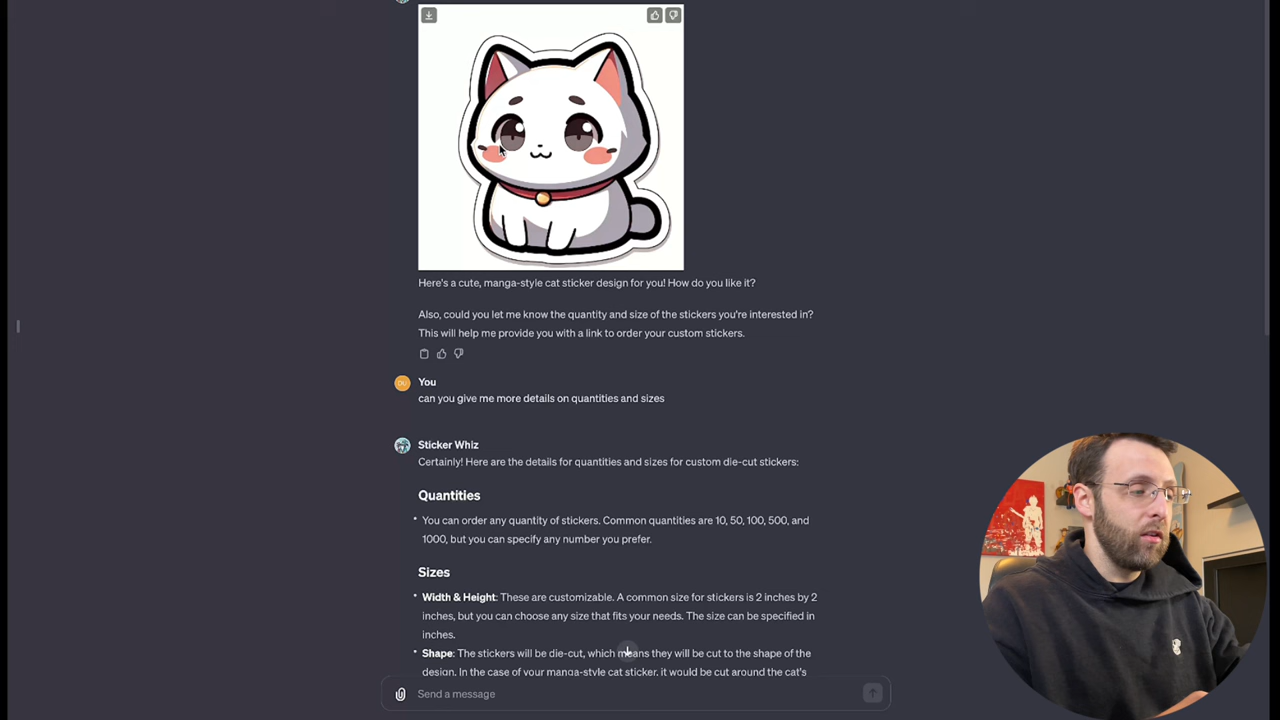 Here's a cute, manga-style cat sticker design for you! How do you like it?
Also, could you let me know the quantity and size of the stickers you're interested in?
This will help me provide you with a link to order your custom stickers.
You
can you give me more details on quantities and sizes
Sticker Whiz
Certainly! Here are the details for quantities and sizes for custom die-cut stickers:
Quantities
• You can order any quantity of stickers. Common quantities are 10, 50, 100, 500, and
1000, but you can specify any number you prefer.
Sizes
• Width & Height: These are customizable. A common size for stickers is 2 inches by 2
inches, but you can choose any size that fits your needs. The size can be specified in
inches.
• Shape: The stickers will be die-cut, which means they will be cut to the shape of the
design. In the case of your manga-style cat sticker, it would be cut around the cat's
Send a message